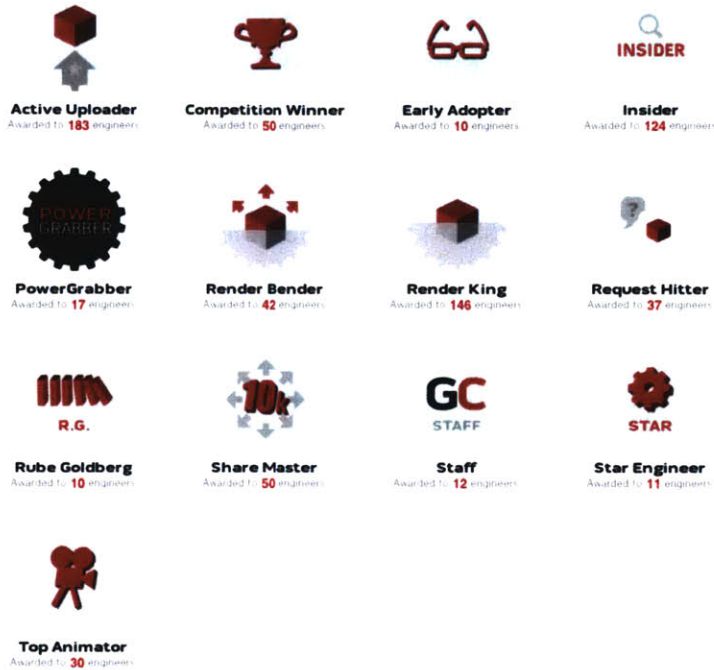 INSIDER
Active Uploader
Awarded to 183 engineers
Competition Winner
Awarded to 50 engineers
Early Adopter
Awarded to 10 engineers
Insider
Awarded to 124 engineers
POWER
GRABBER
?
PowerGrabber
Awarded to 17 engineers
Render Bender
Awarded to 42 engineers
Render King
Awarded to 146 engineers
Request Hitter
Awarded to 37 engineers
R.G.
10k
GC
STAFF
STAR
Rube Goldberg
Awarded to 10 engineers
Share Master
Awarded to 50 engineers
Staff
Awarded to 12 engineers
Star Engineer
Awarded to 11 engineers
Top Animator
Awarded to 30 engineers